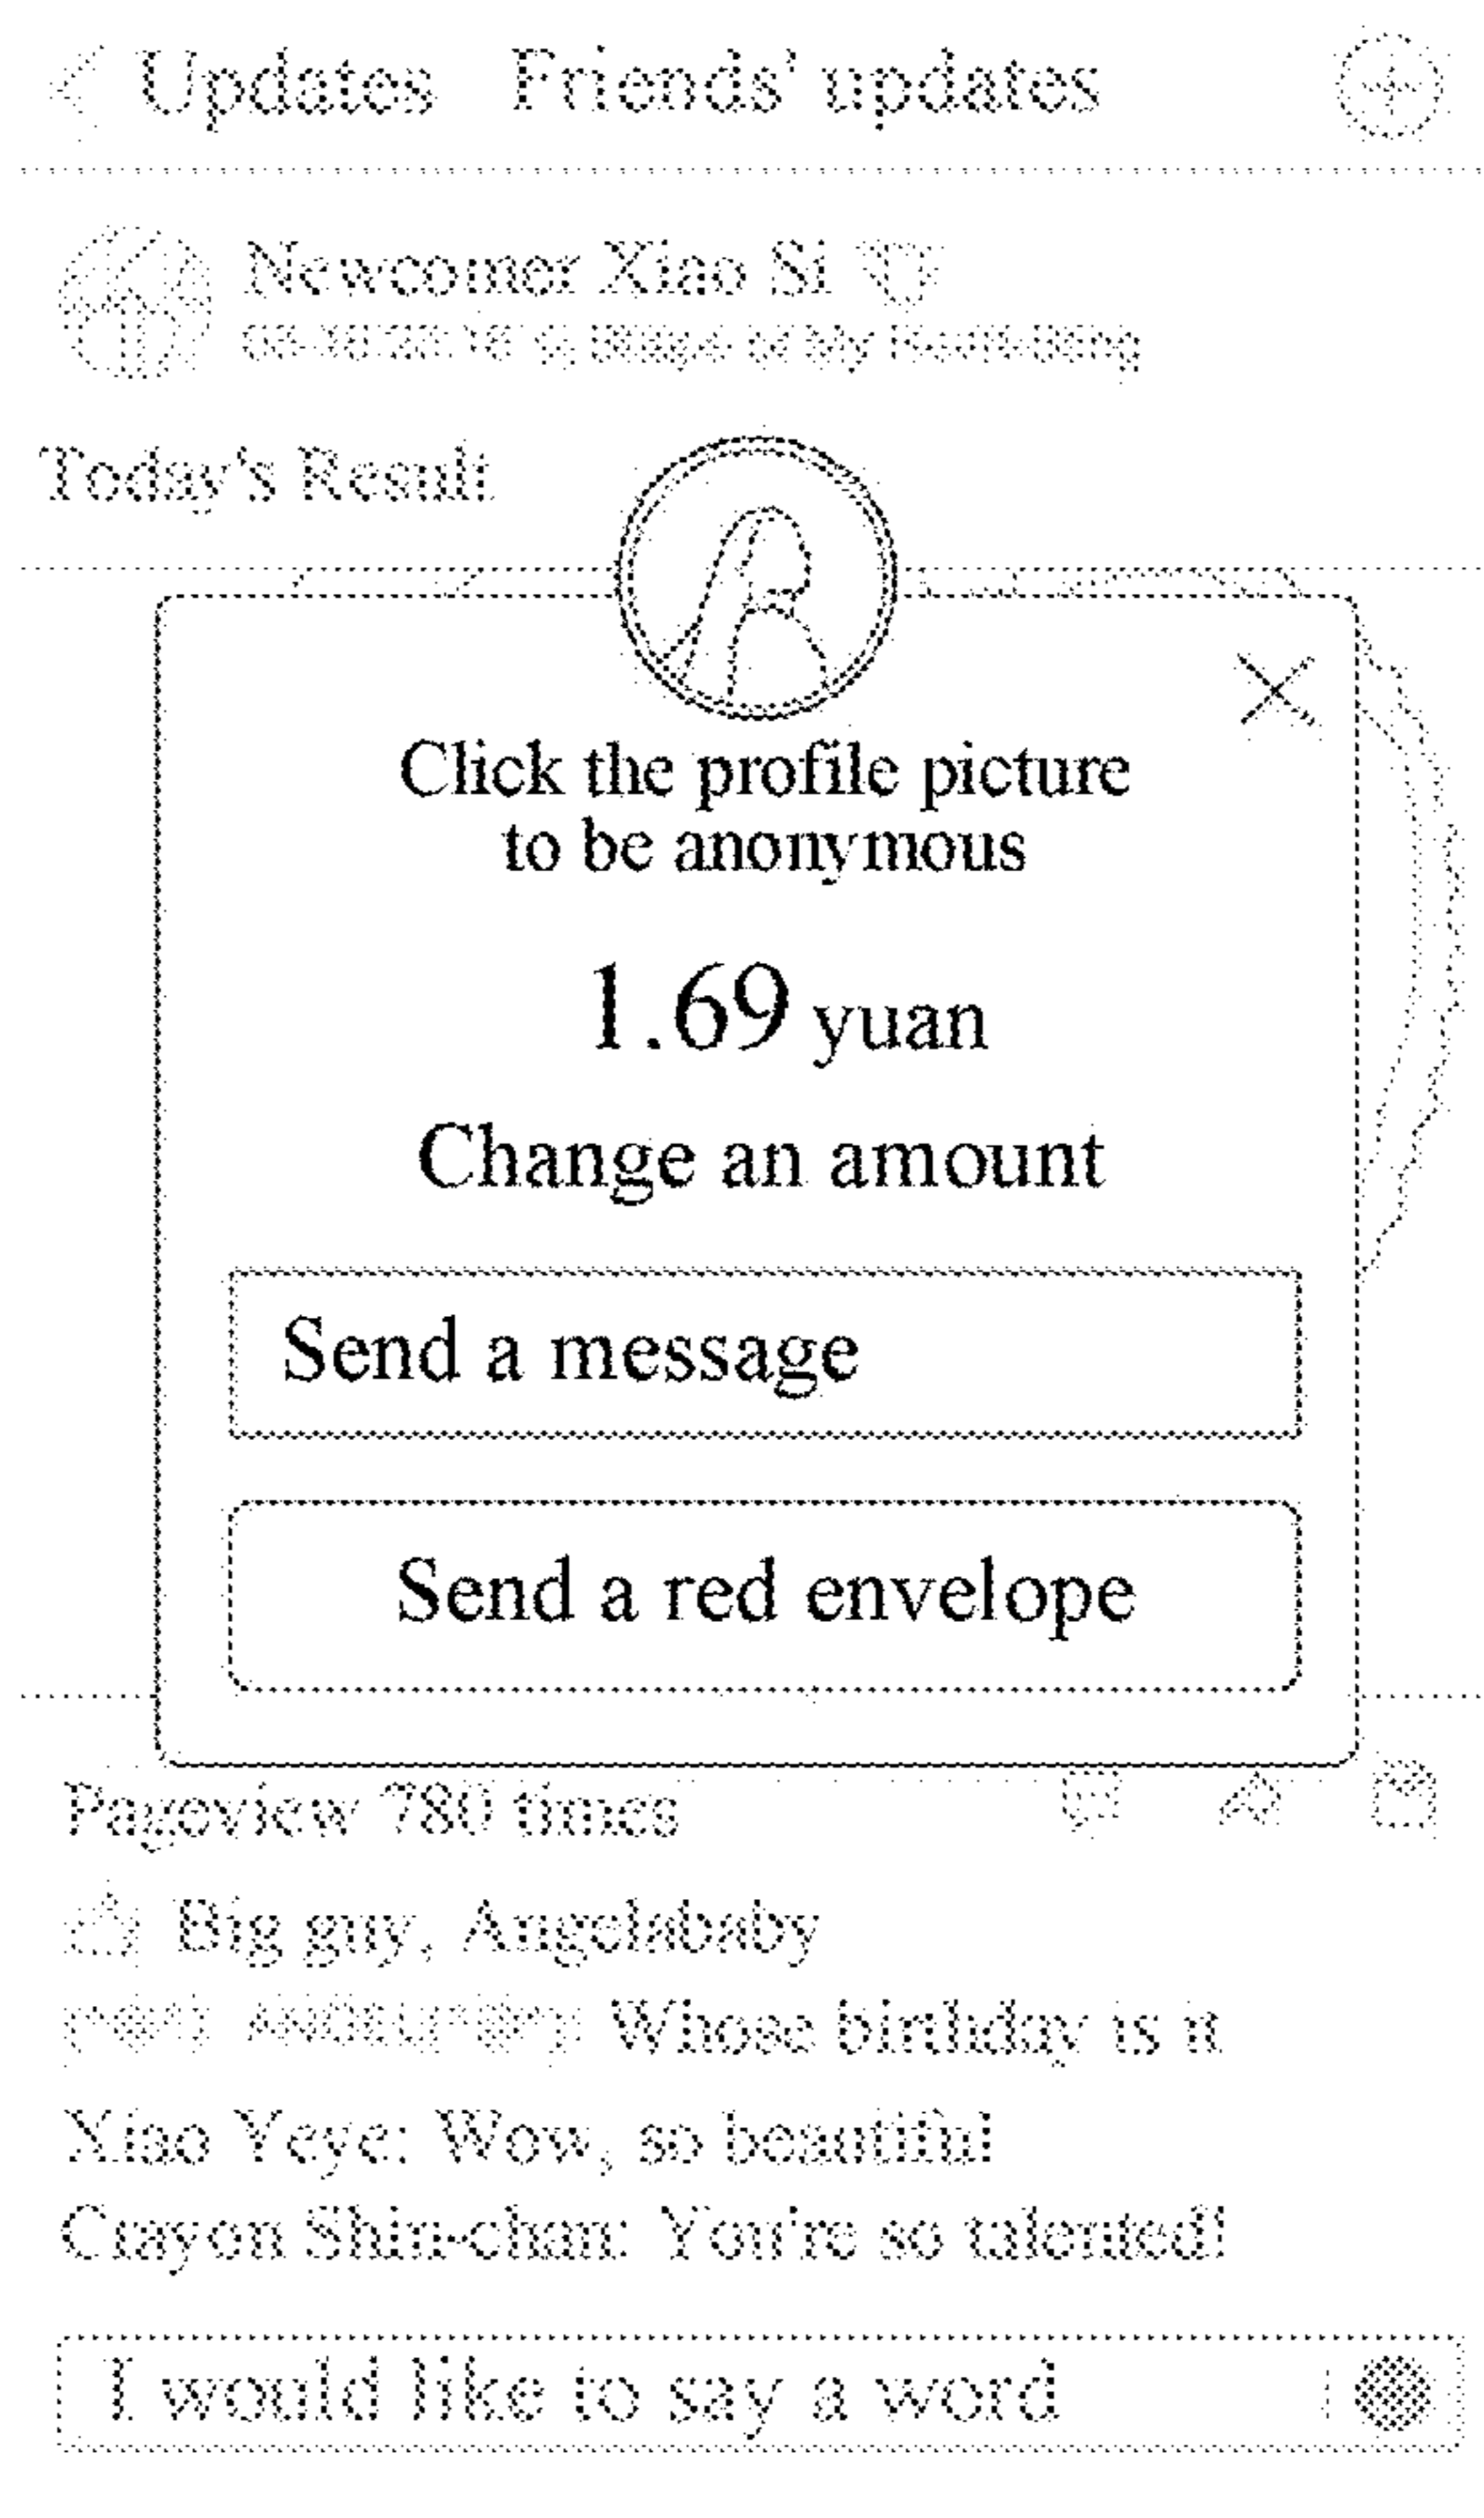 Updates Friends' updates
Newcomer Xiao Si
Today's Result
Click the profile picture
to be anonymous
1.69 yuan
Change an amount
Send a message
Send a red envelope
Pageview 780 times
Big guy, Angelababy
Whose birthday is it
Xiao Yeye: Wow, so beautiful
Crayon Shin-chan: You're so talented!
I would like to say a word